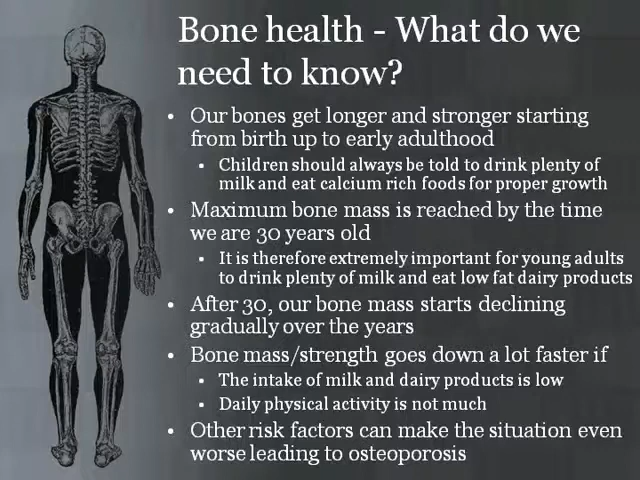 Bone health - What do we
need to know?
• Our bones get longer and stronger starting
from birth up to early adulthood
• Children should always be told to drink plenty of
milk and eat calcium rich foods for proper growth
• Maximum bone mass is reached by the time
we are 30 years old
• It is therefore extremely important for young adults
to drink plenty of milk and eat low fat dairy products
• After 30, our bone mass starts declining
gradually over the years
• Bone mass/strength goes down a lot faster if
• The intake of milk and dairy products is low
• Daily physical activity is not much
• Other risk factors can make the situation even
worse leading to osteoporosis